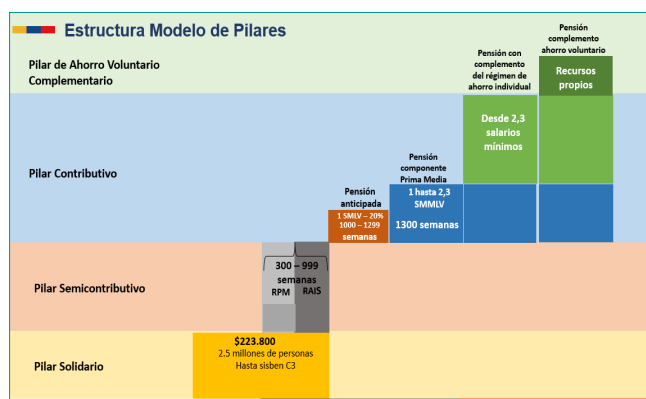 Estructura Modelo de Pilares
Pilar de Ahorro Voluntario
Complementario
Pensión
complemento
ahorro voluntario
Recursos
propios
Pensión con
complemento
del régimen de
ahorro individual
Desde 2,3
salarios
mínimos
Pilar Contributivo
Pensión
componente
Prima Media
1 hasta 2,3
SMMLV
1300 semanas
Pensión
anticipada
1 SMLV – 20%
1000 – 1299
semanas
Pilar Semicontributivo
300 – 999
semanas
RPM RAIS
Pilar Solidario
$223.800
2.5 millones de personas
Hasta sisben C3